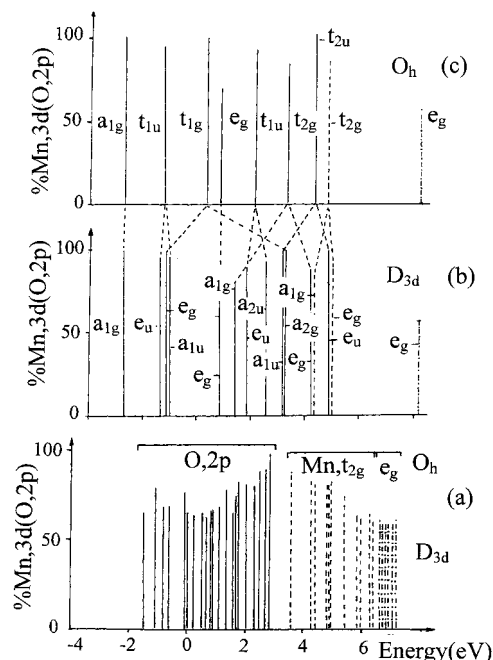 %Mn,3d(O,2p)
100
50
0
a1g
t1u
t1g
eg
t1u
t2g
t2u
t2g
eg
Oh
(c)
%Mn,3d(O,2p)
100
50
0
a1g
eu
eg
a1u
a1g
eg
a2u
eu
a1u
a1g
a2g
eg
eg
eu
eg
D3d
(b)
%Mn,3d(O,2p)
100
50
0
O,2p
Mn,t2g
eg
Oh
(a)
D3d
-4 -2 0 2 4 6
Energy(eV)